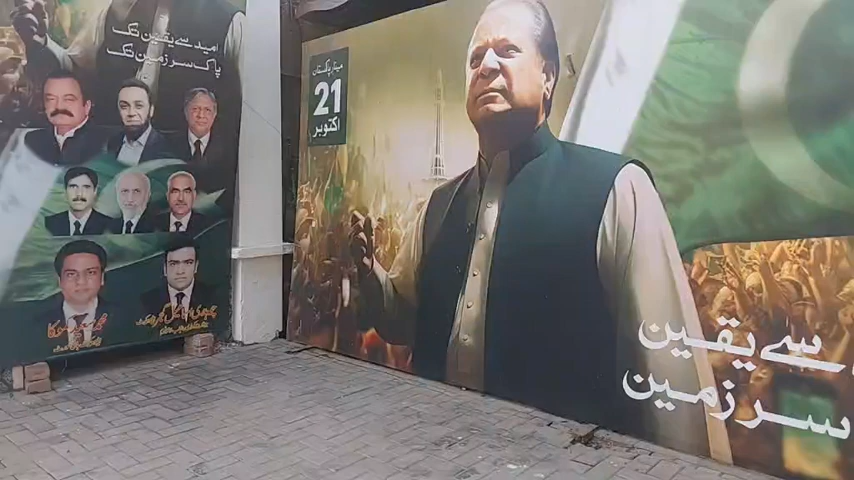 امید سے یقین تک
پاک سرزمین تک
مینار پاکستان
21
اکتوبر
سے یقین
سرزمین